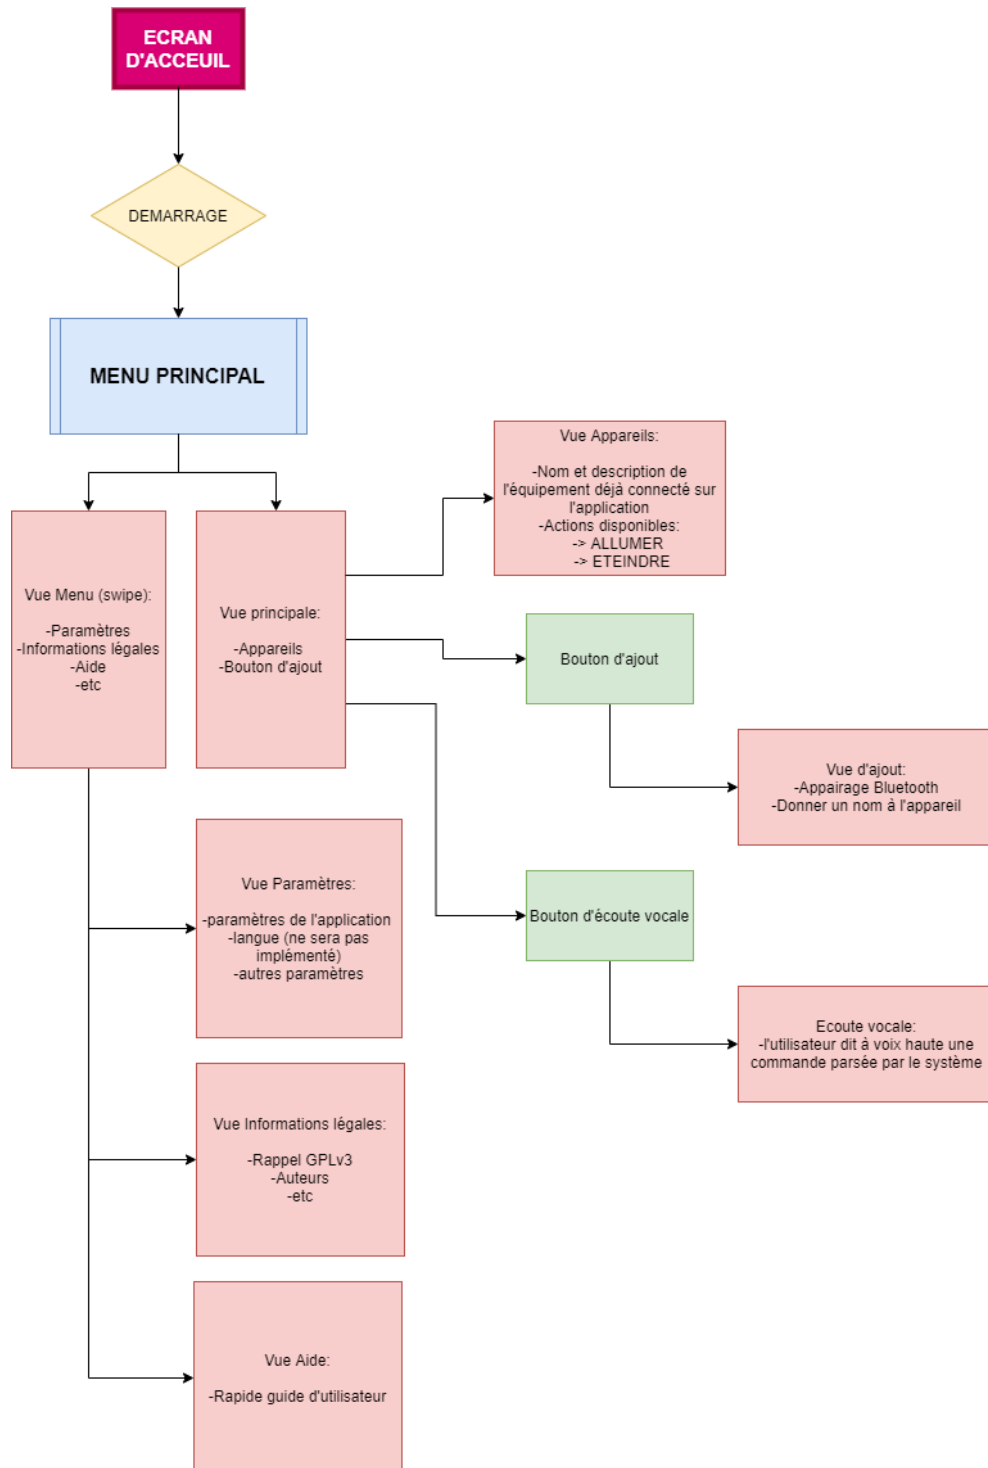 ECRAN
D'ACCEUIL
DEMARRAGE
MENU PRINCIPAL
Vue Appareils:
-Nom et description de
l'équipement déjà connecté sur
l'application
-Actions disponibles:
-> ALLUMER
-> ETEINDRE
Vue Menu (swipe):
-Paramètres
-Informations légales
-Aide
-etc
Vue principale:
-Appareils
-Bouton d'ajout
Bouton d'ajout
Vue d'ajout:
-Appairage Bluetooth
-Donner un nom à l'appareil
Vue Paramètres:
-paramètres de l'application
-langue (ne sera pas
implémenté)
-autres paramètres
Bouton d'écoute vocale
Ecoute vocale:
-l'utilisateur dit à voix haute une
commande parsée par le système
Vue Informations légales:
-Rappel GPLv3
-Auteurs
-etc
Vue Aide:
-Rapide guide d'utilisateur